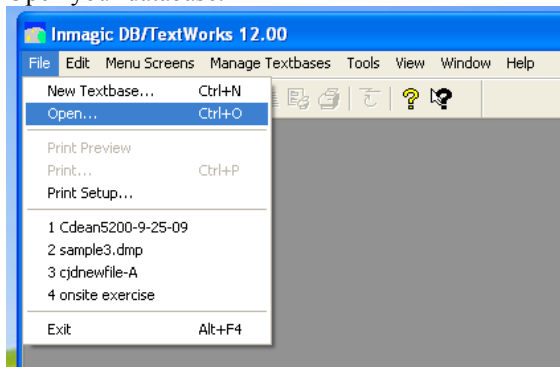 Open your database.
Inmagic DB/TextWorks 12.00
File Edit Menu Screens Manage Textbases Tools View Window Help
New Textbase... Ctrl+N
Open... Ctrl+O
Print Preview
Print... Ctrl+P
Print Setup...
1 Cdean5200-9-25-09
2 sample3.dmp
3 cjdnewfile-A
4 onsite exercise
Exit Alt+F4